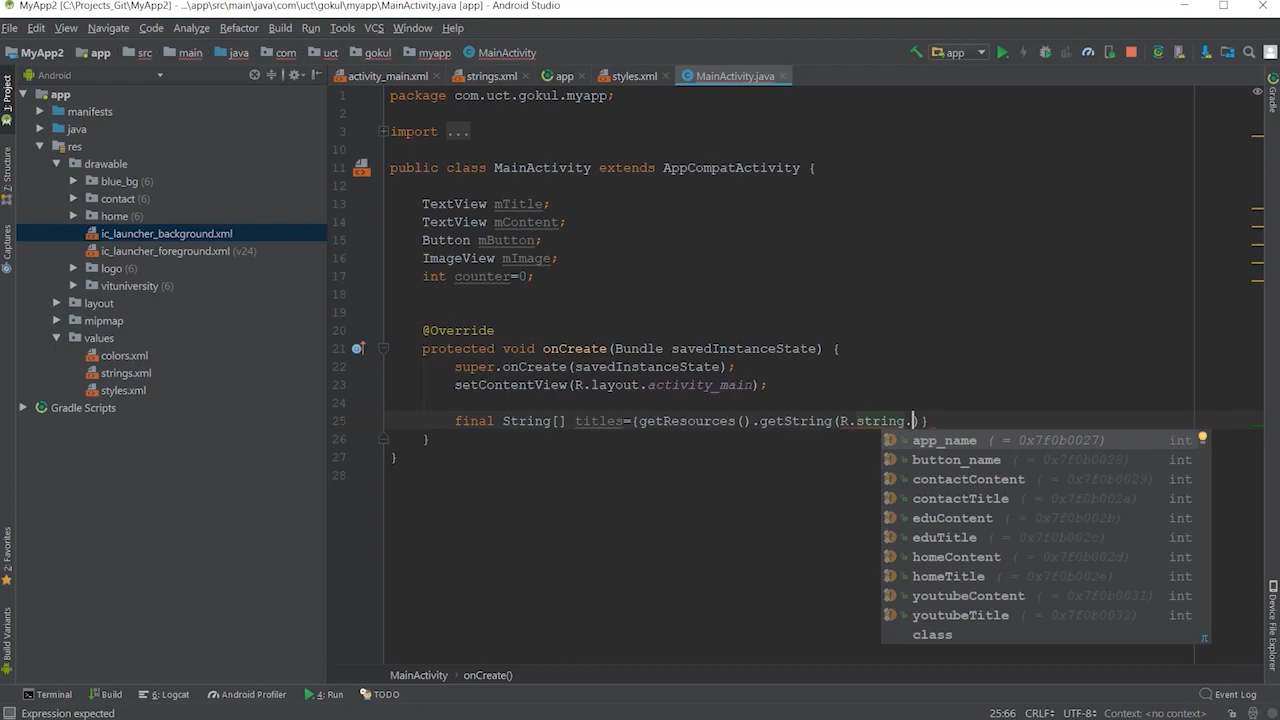 MyApp2 [C:\Projects_Git\MyApp2] - ...\app\src\main\java\com\uct\gokul\myapp\MainActivity.java [app] - Android Studio
File Edit View Navigate Code Analyze Refactor Build Run Tools VCS Window Help
MyApp2 app src main java com uct gokul myapp MainActivity app
Android activity_main.xml strings.xml app styles.xml MainActivity.java
1: Project
7: Structure
Captures
2: Favorites
Build Variants
app
manifests
java
res
drawable
blue_bg (6)
contact (6)
home (6)
ic_launcher_background.xml
ic_launcher_foreground.xml (v24)
logo (6)
vituniversity (6)
layout
mipmap
values
colors.xml
strings.xml
styles.xml
Gradle Scripts
1 package com.uct.gokul.myapp;
2
3 import ...
10
11 public class MainActivity extends AppCompatActivity {
12
13 TextView mTitle;
14 TextView mContent;
15 Button mButton;
16 ImageView mImage;
17 int counter=0;
18
19
20 @Override
21 protected void onCreate(Bundle savedInstanceState) {
22 super.onCreate(savedInstanceState);
23 setContentView(R.layout.activity_main);
24
25 final String[] titles={getResources().getString(R.string.)}
26 }
27 }
28
app_name ( = 0x7f0b0027) int
button_name ( = 0x7f0b0028) int
contactContent ( = 0x7f0b0029) int
contactTitle ( = 0x7f0b002a) int
eduContent ( = 0x7f0b002b) int
eduTitle ( = 0x7f0b002c) int
homeContent ( = 0x7f0b002d) int
homeTitle ( = 0x7f0b002e) int
youtubeContent ( = 0x7f0b0031) int
youtubeTitle ( = 0x7f0b0032) int
class π
Gradle
Device File Explorer
MainActivity onCreate()
Terminal Build 6: Logcat Android Profiler 4: Run TODO Event Log
Expression expected 25:66 CRLF UTF-8 Context: <no context>